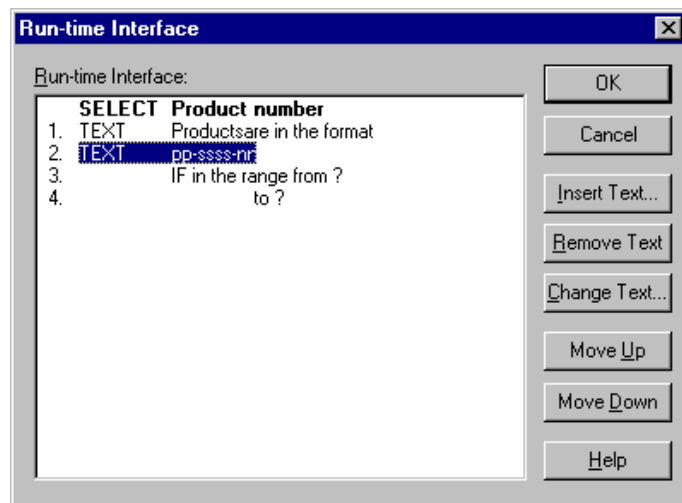 Run-time Interface
Run-time Interface:
SELECT Product number
1. TEXT Productsare in the format
2. TEXT pp-ssss-nr
3. IF in the range from ?
4. to ?
OK
Cancel
Insert Text...
Remove Text
Change Text...
Move Up
Move Down
Help